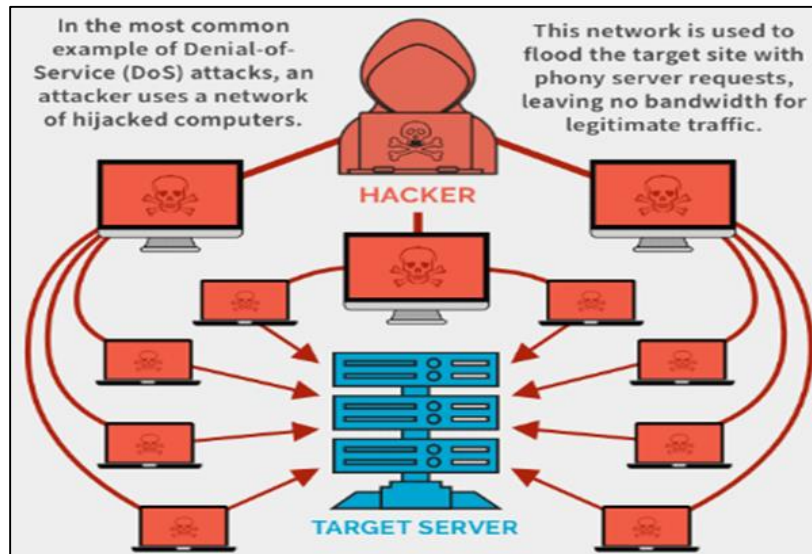 In the most common
example of Denial-of-
Service (DoS) attacks, an
attacker uses a network
of hijacked computers.
This network is used to
flood the target site with
phony server requests,
leaving no bandwidth for
legitimate traffic.
HACKER
TARGET SERVER